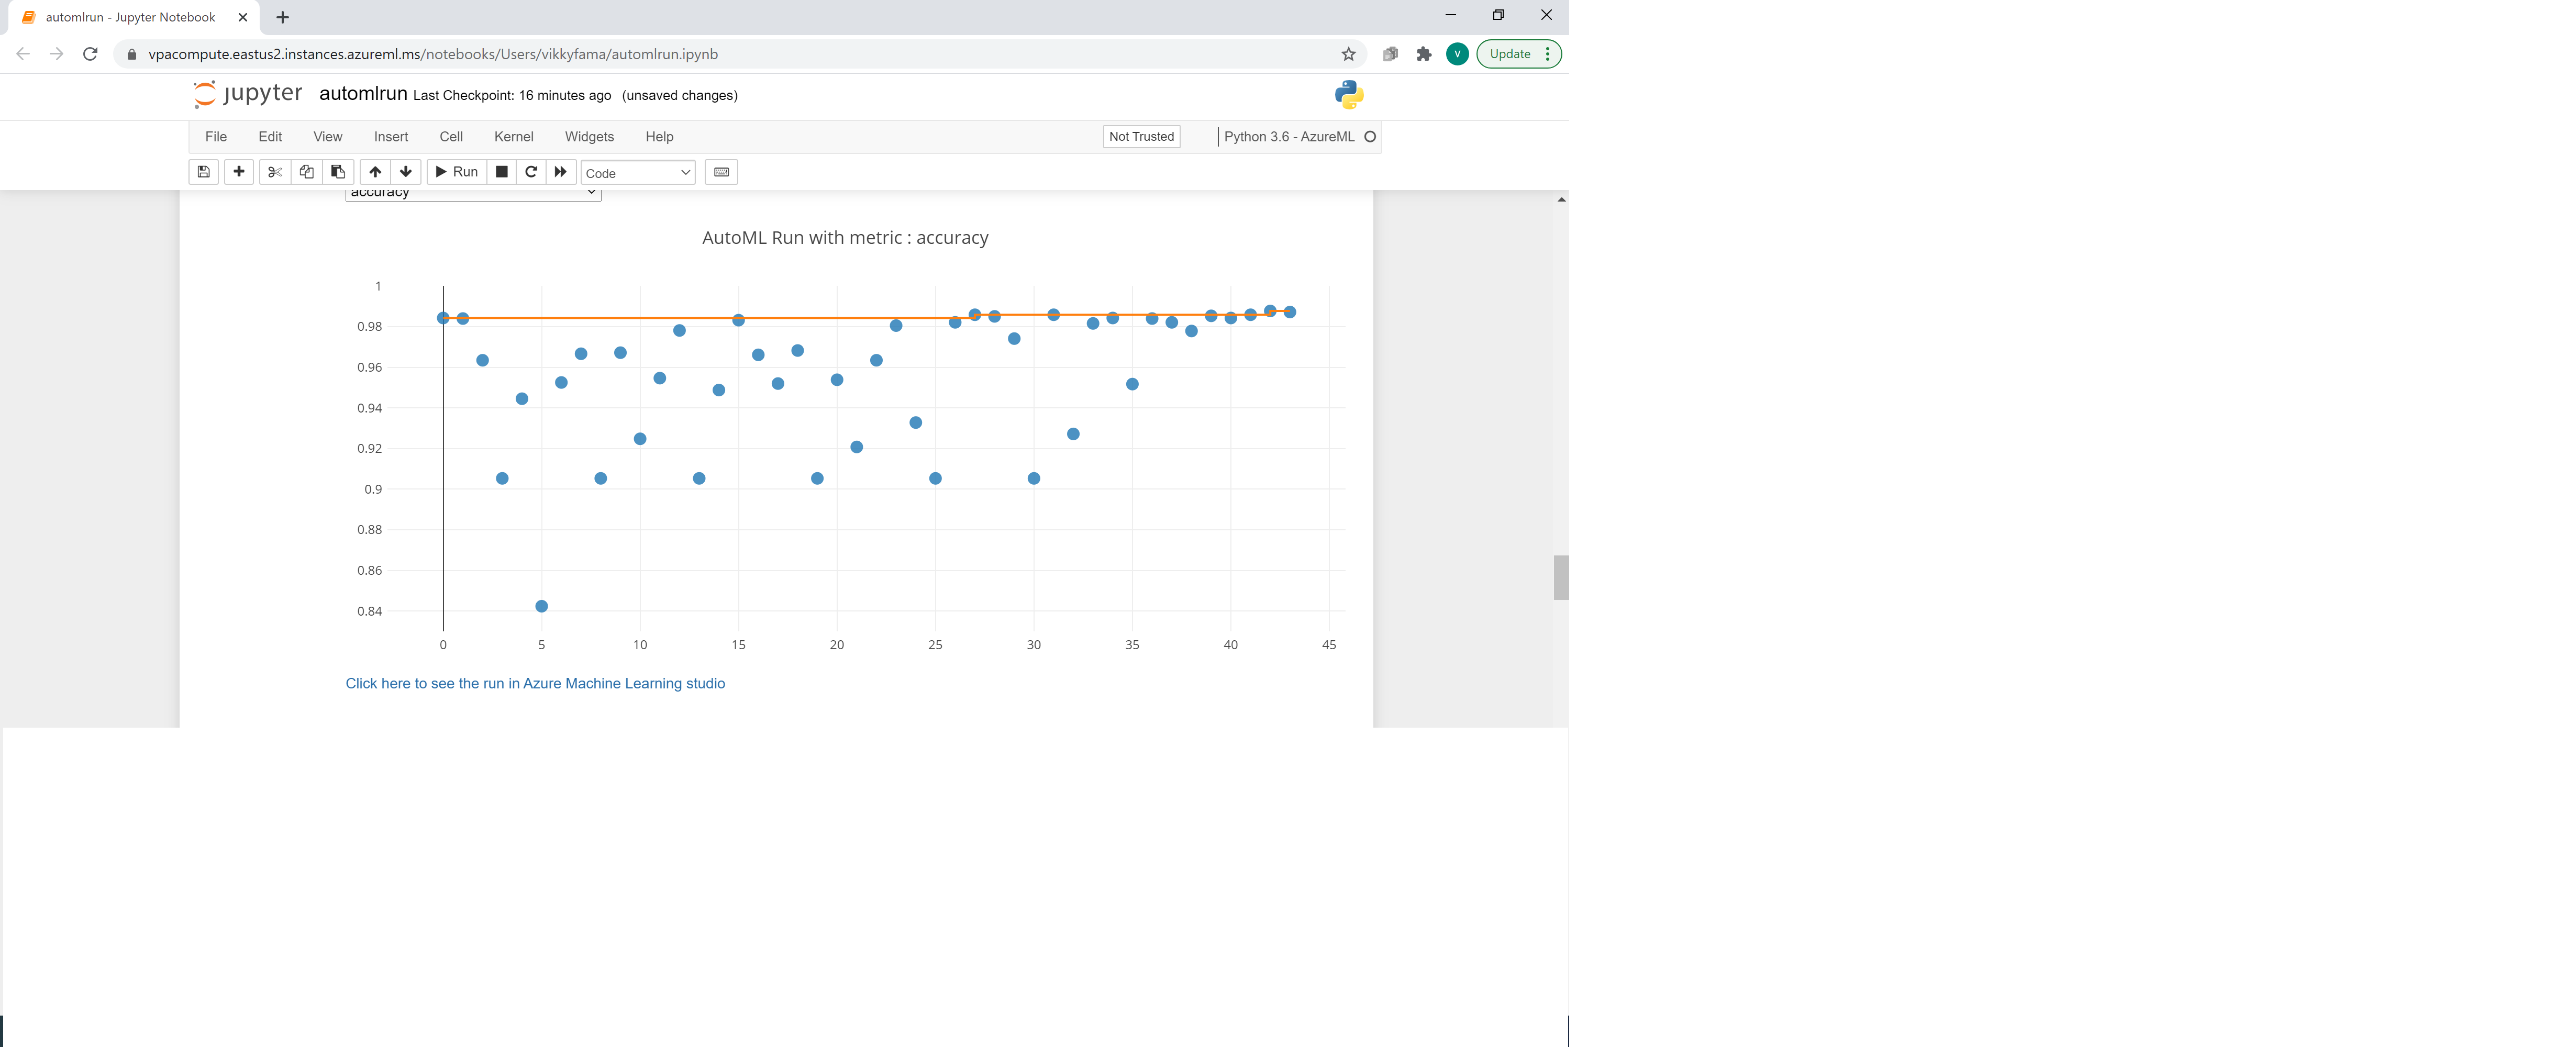 automlrun - Jupyter Notebook
vpacompute.eastus2.instances.azureml.ms/notebooks/Users/vikkyfama/automlrun.ipynb
V
Update
jupyter automlrun Last Checkpoint: 16 minutes ago (unsaved changes)
File Edit View Insert Cell Kernel Widgets Help
Not Trusted
Python 3.6 - AzureML
Run
Code
accuracy
AutoML Run with metric : accuracy
1
0.98
0.96
0.94
0.92
0.9
0.88
0.86
0.84
0 5 10 15 20 25 30 35 40 45
Click here to see the run in Azure Machine Learning studio